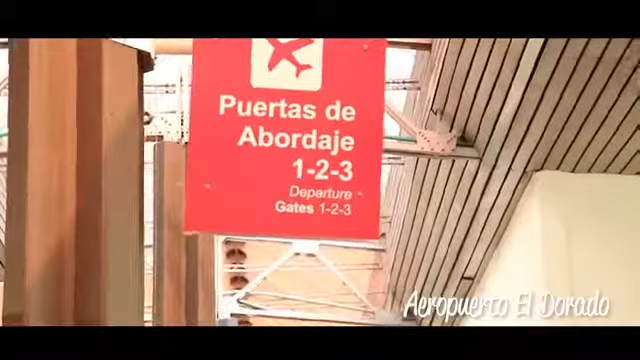 Puertas de
Abordaje
1-2-3
Departure
Gates 1-2-3
Aeropuerto El Dorado